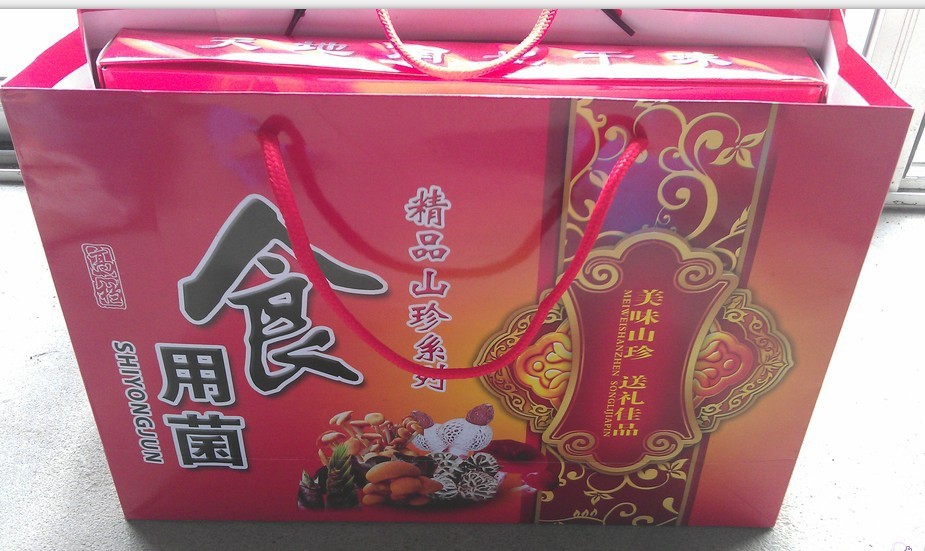 食
用菌
SHIYONGJUN
精品山珍系列
美味山珍 送礼佳品
MEIWEISHANZHEN SONGLIJIAPIN